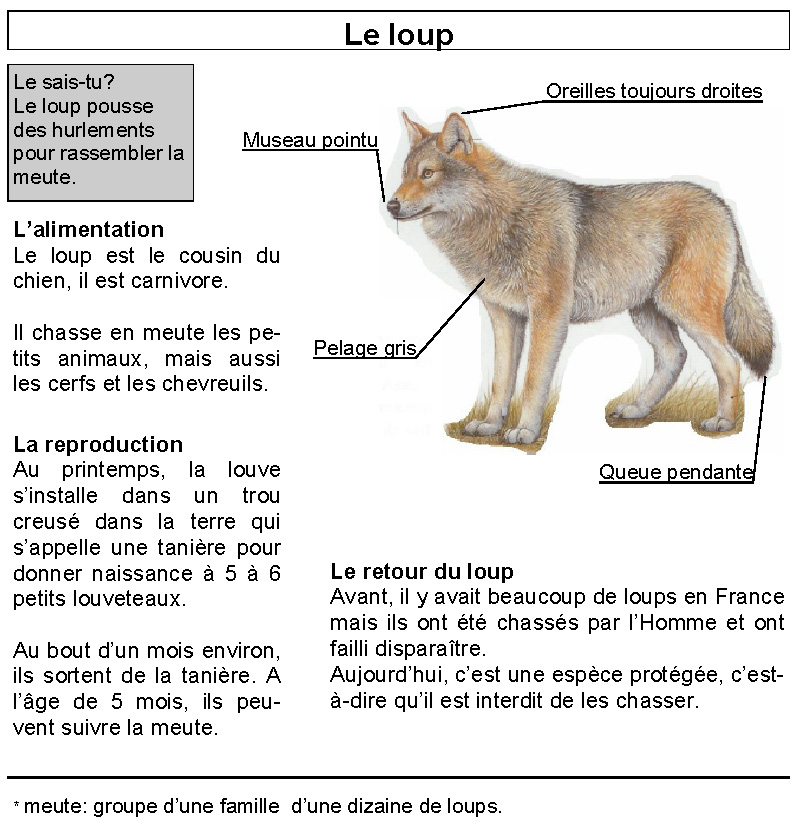 Le loup
Le sais-tu?
Le loup pousse
des hurlements
pour rassembler la
meute.
Oreilles toujours droites
Museau pointu
Pelage gris
Queue pendante
L'alimentation
Le loup est le cousin du
chien, il est carnivore.
Il chasse en meute les pe-
tits animaux, mais aussi
les cerfs et les chevreuils.
La reproduction
Au printemps, la louve
s'installe dans un trou
creusé dans la terre qui
s'appelle une tanière pour
donner naissance à 5 à 6
petits louveteaux.
Au bout d'un mois environ,
ils sortent de la tanière. A
l'âge de 5 mois, ils peu-
vent suivre la meute.
Le retour du loup
Avant, il y avait beaucoup de loups en France
mais ils ont été chassés par l'Homme et ont
failli disparaître.
Aujourd'hui, c'est une espèce protégée, c'est-
à-dire qu'il est interdit de les chasser.
* meute: groupe d'une famille d'une dizaine de loups.